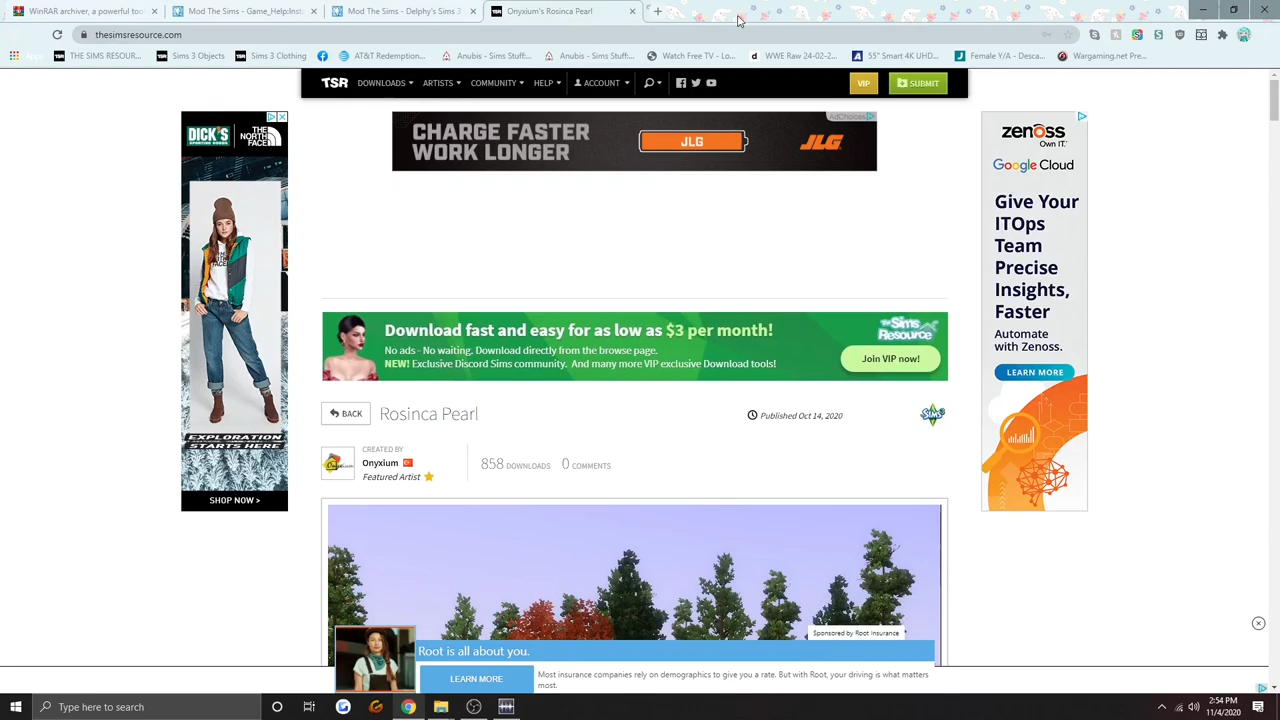 WinRAR archiver, a powerful too
Mod The Sims - Game_Help:Inst
Mod The Sims - Delphy's Sims 3
Onyxium's Rosinca Pearl
thesimsresource.com
Apps
THE SIMS RESOUR...
Sims 3 Objects
Sims 3 Clothing
AT&T Redemption...
Anubis - Sims Stuff:...
Anubis - Sims Stuff:...
Watch Free TV - Lo...
WWE Raw 24-02-2...
55" Smart 4K UHD...
Female Y/A - Desca...
Wargaming.net Pre...
TSR DOWNLOADS ARTISTS COMMUNITY HELP ACCOUNT VIP SUBMIT
DICK'S
SPORTING GOODS
THE
NORTH
FACE
EXPLORATION
STARTS HERE
SHOP NOW >
CHARGE FASTER
WORK LONGER
JLG
JLG
AdChoices
zenoss
Own IT.
Google Cloud
Give Your
ITOps
Team
Precise
Insights,
Faster
Automate
with Zenoss.
LEARN MORE
Download fast and easy for as low as $3 per month!
No ads - No waiting. Download directly from the browse page.
NEW! Exclusive Discord Sims community. And many more VIP exclusive Download tools!
The Sims
Resource
Join VIP now!
BACK
Rosinca Pearl
Published Oct 14, 2020
CREATED BY
Onyxium
Featured Artist
858 DOWNLOADS 0 COMMENTS
Sponsored by Root Insurance
Root is all about you.
LEARN MORE
Most insurance companies rely on demographics to give you a rate. But with Root, your driving is what matters
most.
Type here to search
2:54 PM
11/4/2020